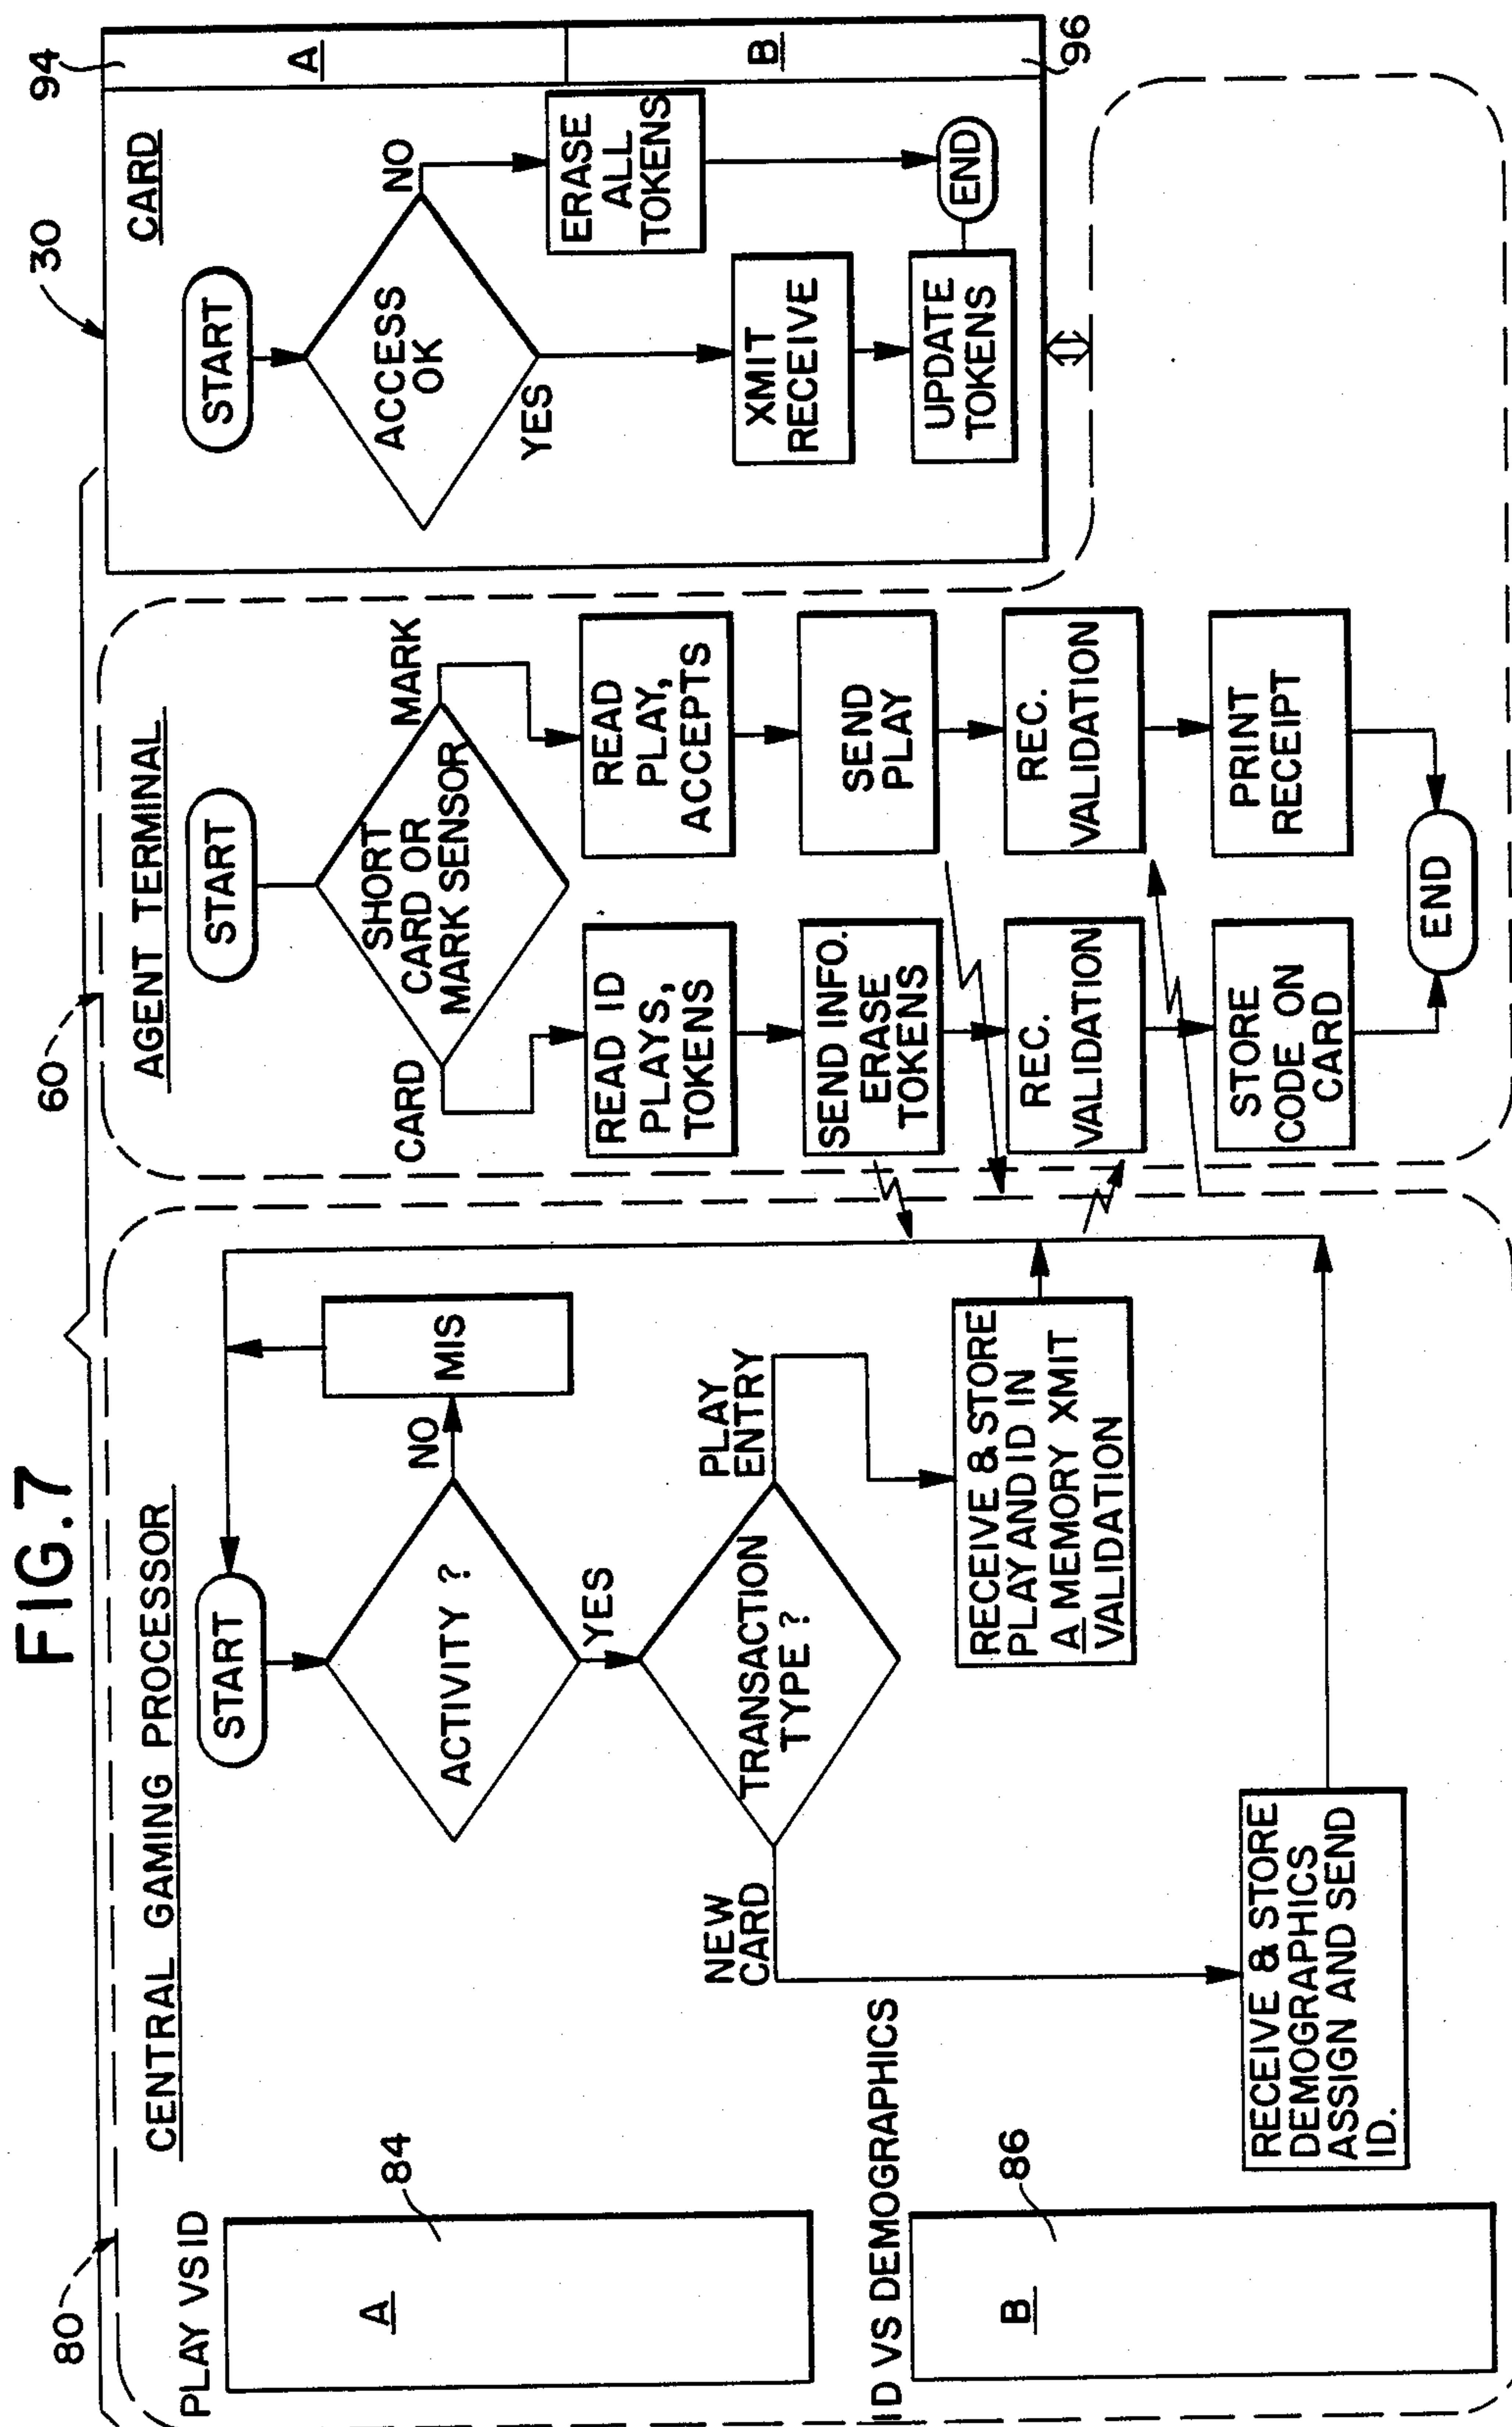 FIG.7
80
CENTRAL GAMING PROCESSOR
PLAY VS ID
A
84
ID VS DEMOGRAPHICS
B
86
START
ACTIVITY ?
NO
MIS
YES
TRANSACTION
TYPE ?
NEW
CARD
PLAY
ENTRY
RECEIVE & STORE
PLAY AND ID IN
A MEMORY XMIT
VALIDATION
RECEIVE & STORE
DEMOGRAPHICS
ASSIGN AND SEND
ID.
60
AGENT TERMINAL
START
SHORT
CARD OR
MARK SENSOR
CARD
MARK
READ ID
PLAYS,
TOKENS
SEND INFO.
ERASE
TOKENS
REC.
VALIDATION
STORE
CODE ON
CARD
READ
PLAY,
ACCEPTS
SEND
PLAY
REC.
VALIDATION
PRINT
RECEIPT
END
30
CARD
START
ACCESS
OK
NO
YES
ERASE
ALL
TOKENS
XMIT
RECEIVE
UPDATE
TOKENS
END
94
A
B
96